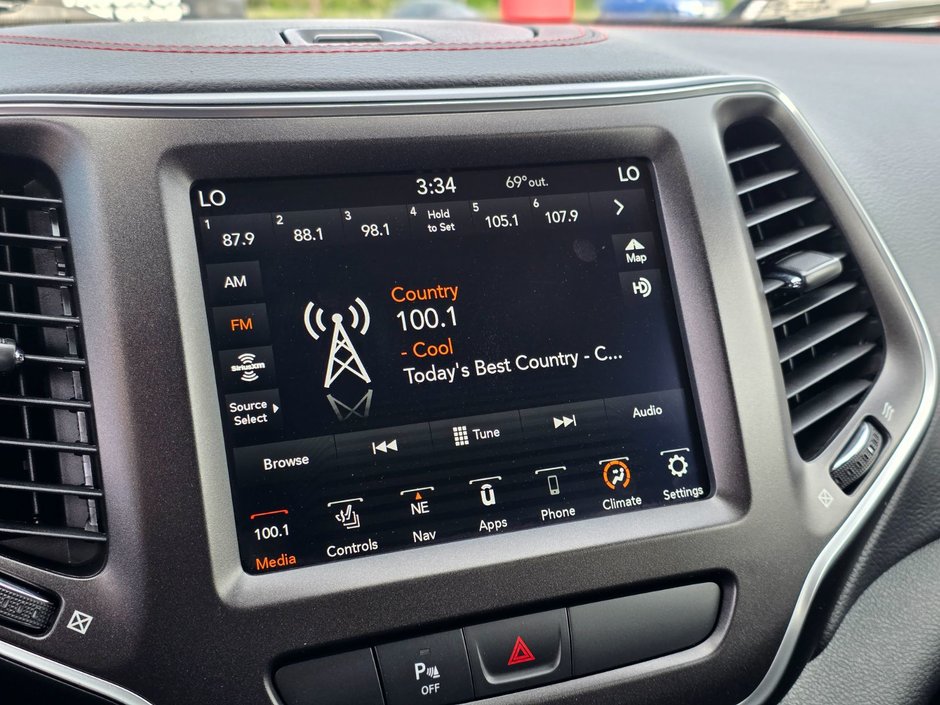 LO 3:34 69° out. LO
1 87.9 2 88.1 3 98.1 4 Hold to Set 5 105.1 6 107.9
Map
AM
HD
FM
SiriusXM
Source
Select
Country
100.1
- Cool
Today's Best Country - C...
Browse Tune Audio
100.1 NE
Media Controls Nav Apps Phone Climate Settings
P
OFF